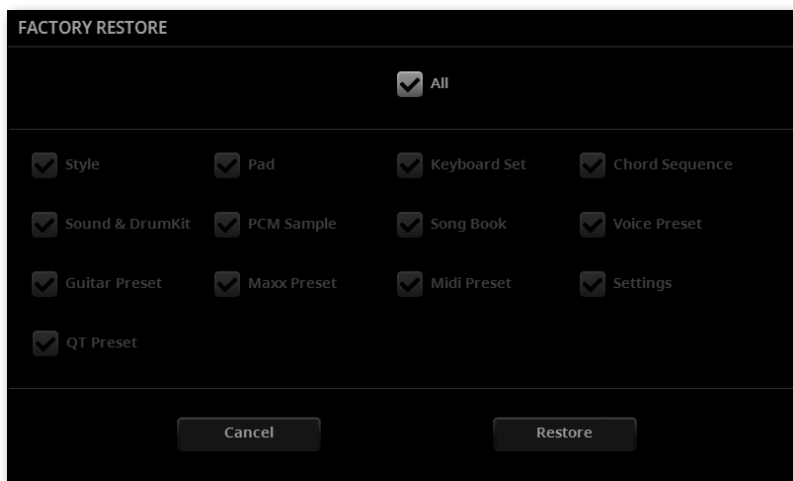 FACTORY RESTORE
All
Style Pad Keyboard Set Chord Sequence
Sound & DrumKit PCM Sample Song Book Voice Preset
Guitar Preset Maxx Preset Midi Preset Settings
QT Preset
Cancel Restore